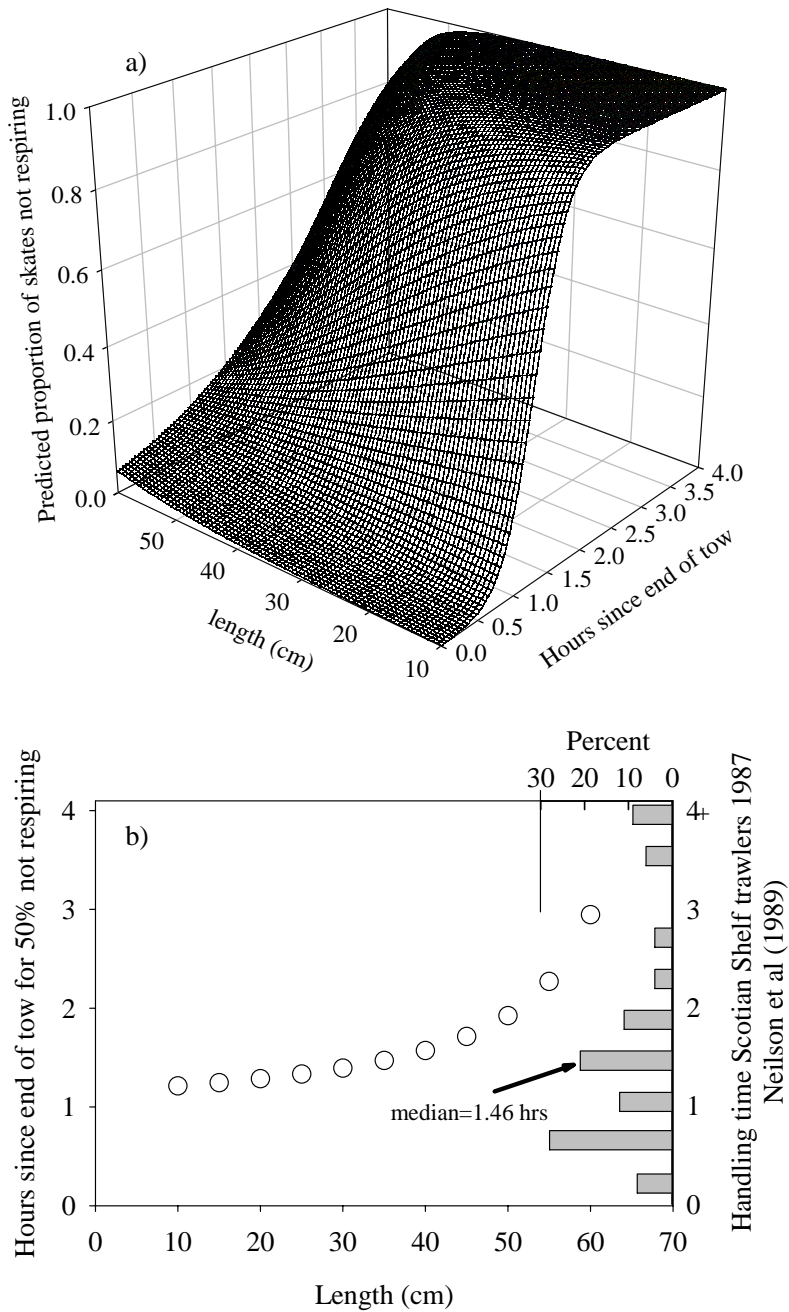 a)
Predicted proportion of skates not respiring
1.0
0.8
0.6
0.4
0.2
0.0
50
40
30
20
10
length (cm)
0.0
0.5
1.0
1.5
2.0
2.5
3.0
3.5
4.0
Hours since end of tow
Percent
30 20 10 0
b)
Hours since end of tow for 50% not respiring
4
3
2
1
0
4+
3
2
1
0
Handling time Scotian Shelf trawlers 1987
Neilson et al (1989)
median=1.46 hrs
0 10 20 30 40 50 60 70
Length (cm)